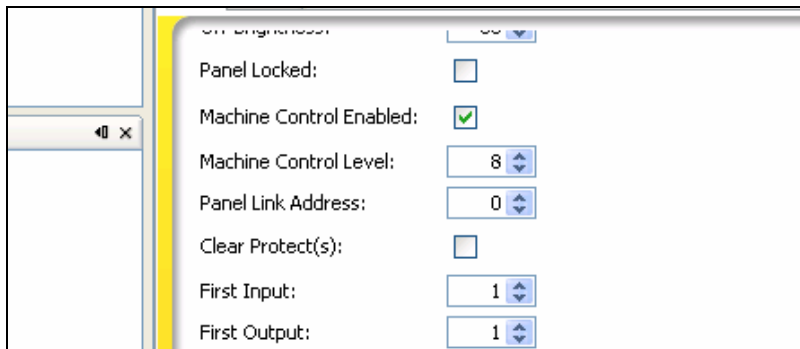 Panel Locked:
Machine Control Enabled:
Machine Control Level: 8
Panel Link Address: 0
Clear Protect(s):
First Input: 1
First Output: 1